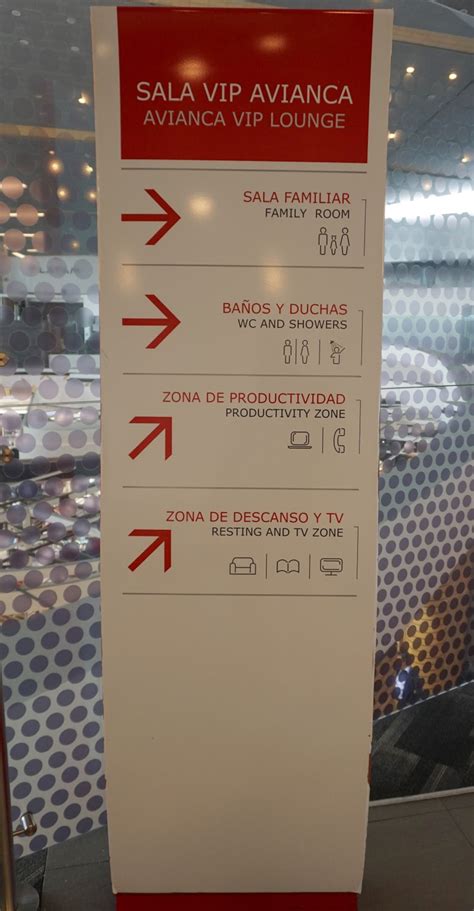 SALA VIP AVIANCA
AVIANCA VIP LOUNGE
SALA FAMILIAR
FAMILY ROOM
BAÑOS Y DUCHAS
WC AND SHOWERS
ZONA DE PRODUCTIVIDAD
PRODUCTIVITY ZONE
ZONA DE DESCANSO Y TV
RESTING AND TV ZONE